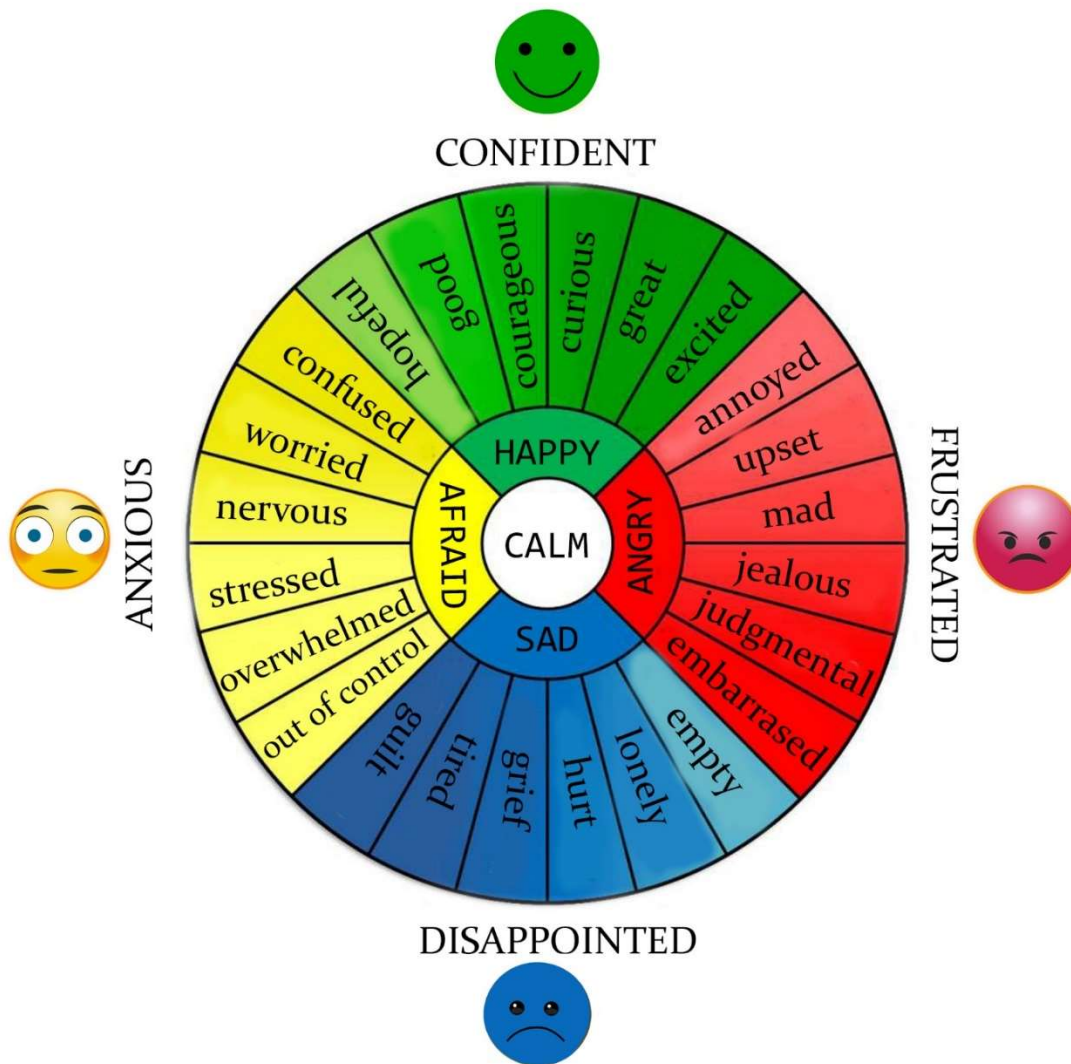 CONFIDENT
hopeful
good
courageous
curious
great
excited
annoyed
upset
mad
jealous
judgmental
embarrased
empty
lonely
hurt
grief
tired
guilt
out of control
overwhelmed
stressed
nervous
worried
confused
HAPPY
ANGRY
SAD
AFRAID
CALM
FRUSTRATED
DISAPPOINTED
ANXIOUS